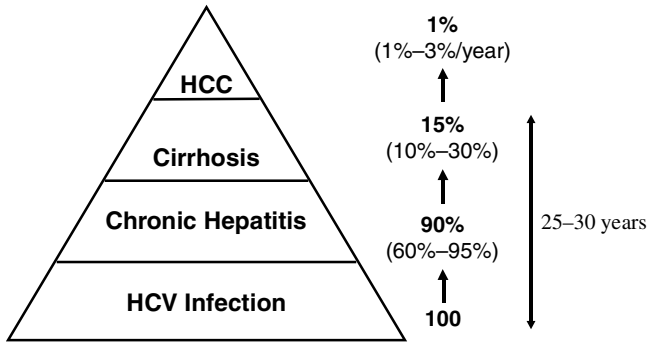 HCC
Cirrhosis
Chronic Hepatitis
HCV Infection
1%
(1%–3%/year)
15%
(10%–30%)
90%
(60%–95%)
100
25–30 years